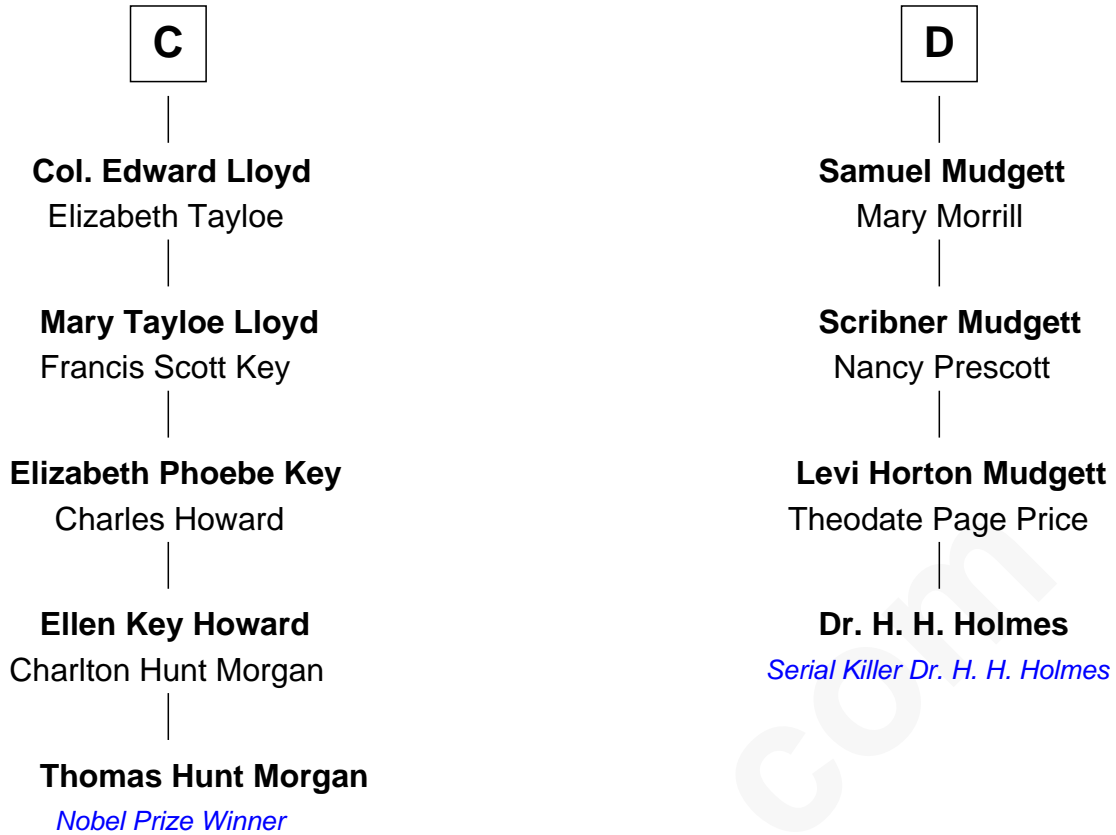 C
Col. Edward Lloyd
Elizabeth Tayloe
Mary Tayloe Lloyd
Francis Scott Key
Elizabeth Phoebe Key
Charles Howard
Ellen Key Howard
Charlton Hunt Morgan
Thomas Hunt Morgan
Nobel Prize Winner
D
Samuel Mudgett
Mary Morrill
Scribner Mudgett
Nancy Prescott
Levi Horton Mudgett
Theodate Page Price
Dr. H. H. Holmes
Serial Killer Dr. H. H. Holmes
com